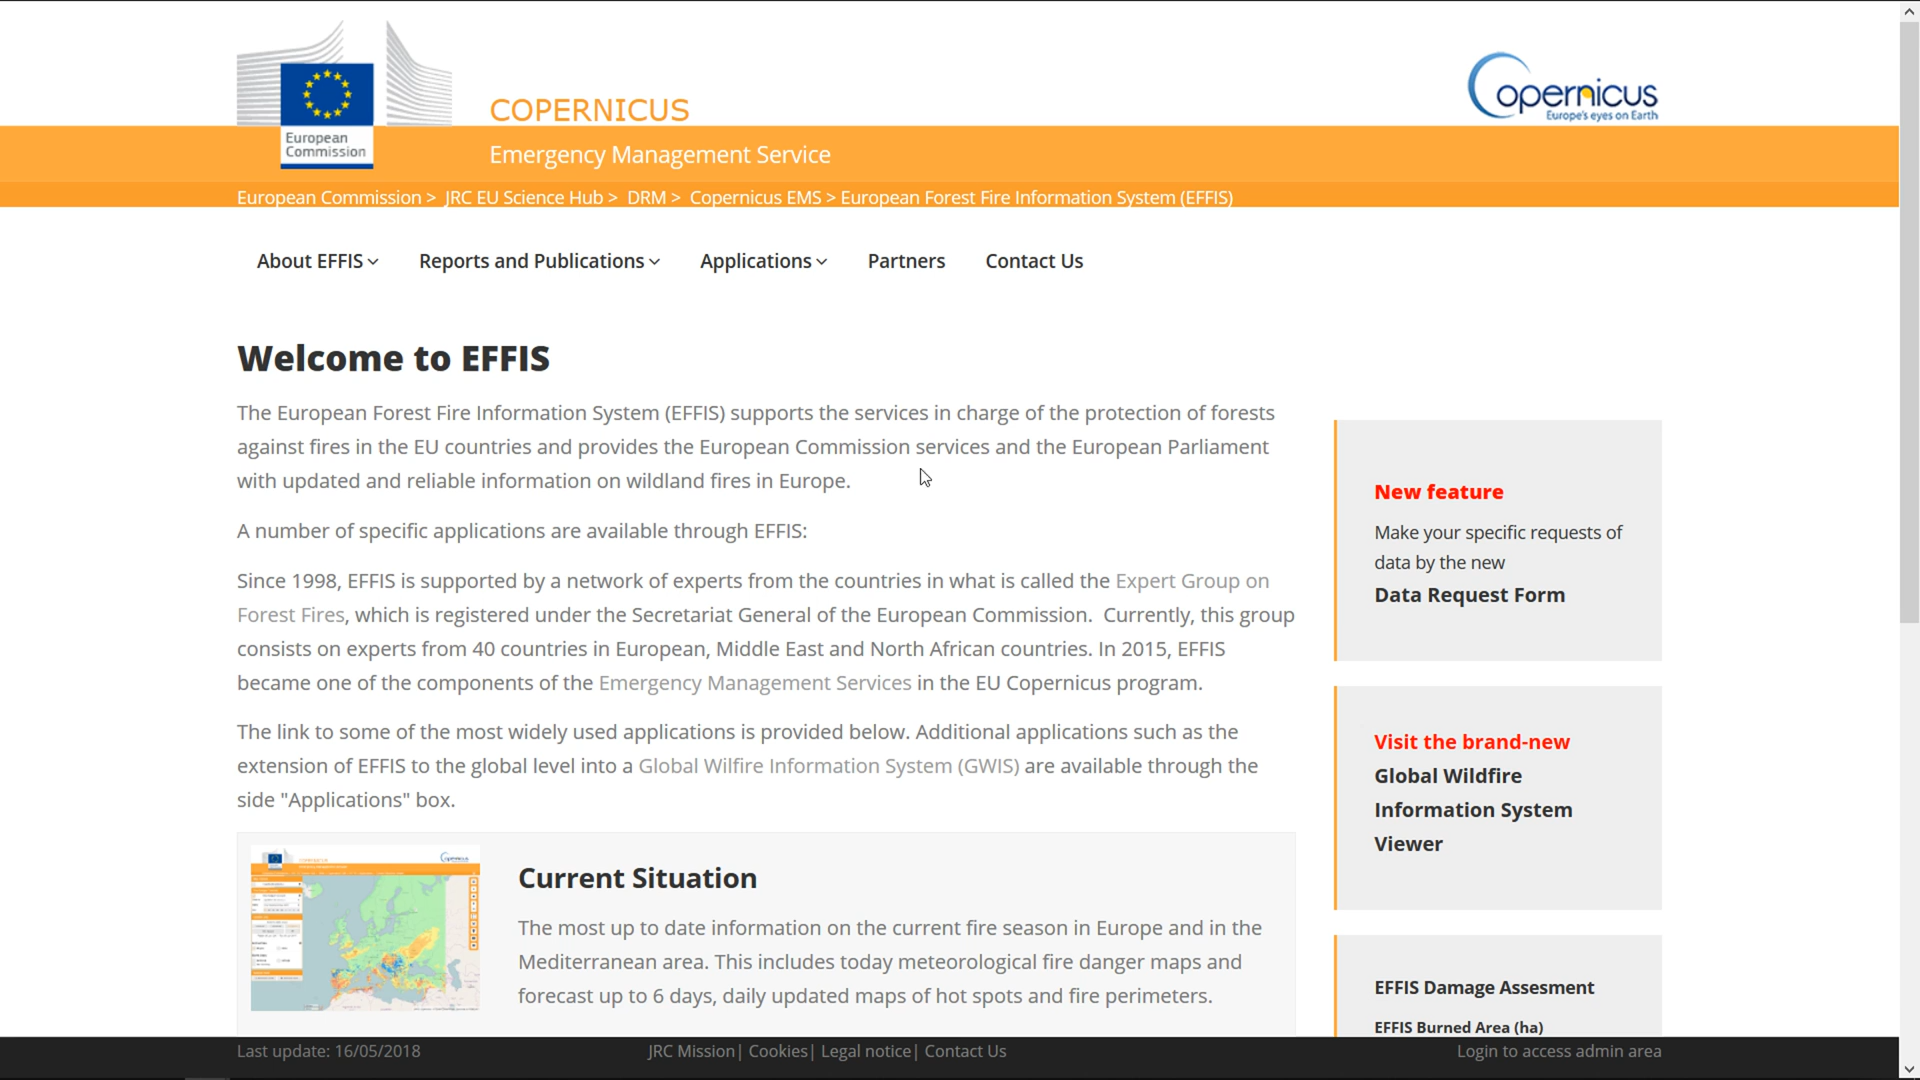 European
Commission
COPERNICUS
Emergency Management Service
Copernicus
Europe's eyes on Earth
European Commission > JRC EU Science Hub > DRM > Copernicus EMS > European Forest Fire Information System (EFFIS)
About EFFIS Reports and Publications Applications Partners Contact Us
Welcome to EFFIS
The European Forest Fire Information System (EFFIS) supports the services in charge of the protection of forests
against fires in the EU countries and provides the European Commission services and the European Parliament
with updated and reliable information on wildland fires in Europe.
A number of specific applications are available through EFFIS:
Since 1998, EFFIS is supported by a network of experts from the countries in what is called the Expert Group on
Forest Fires, which is registered under the Secretariat General of the European Commission. Currently, this group
consists on experts from 40 countries in European, Middle East and North African countries. In 2015, EFFIS
became one of the components of the Emergency Management Services in the EU Copernicus program.
The link to some of the most widely used applications is provided below. Additional applications such as the
extension of EFFIS to the global level into a Global Wilfire Information System (GWIS) are available through the
side "Applications" box.
Current Situation
The most up to date information on the current fire season in Europe and in the
Mediterranean area. This includes today meteorological fire danger maps and
forecast up to 6 days, daily updated maps of hot spots and fire perimeters.
New feature
Make your specific requests of
data by the new
Data Request Form
Visit the brand-new
Global Wildfire
Information System
Viewer
EFFIS Damage Assesment
EFFIS Burned Area (ha)
Last update: 16/05/2018 JRC Mission| Cookies| Legal notice| Contact Us Login to access admin area